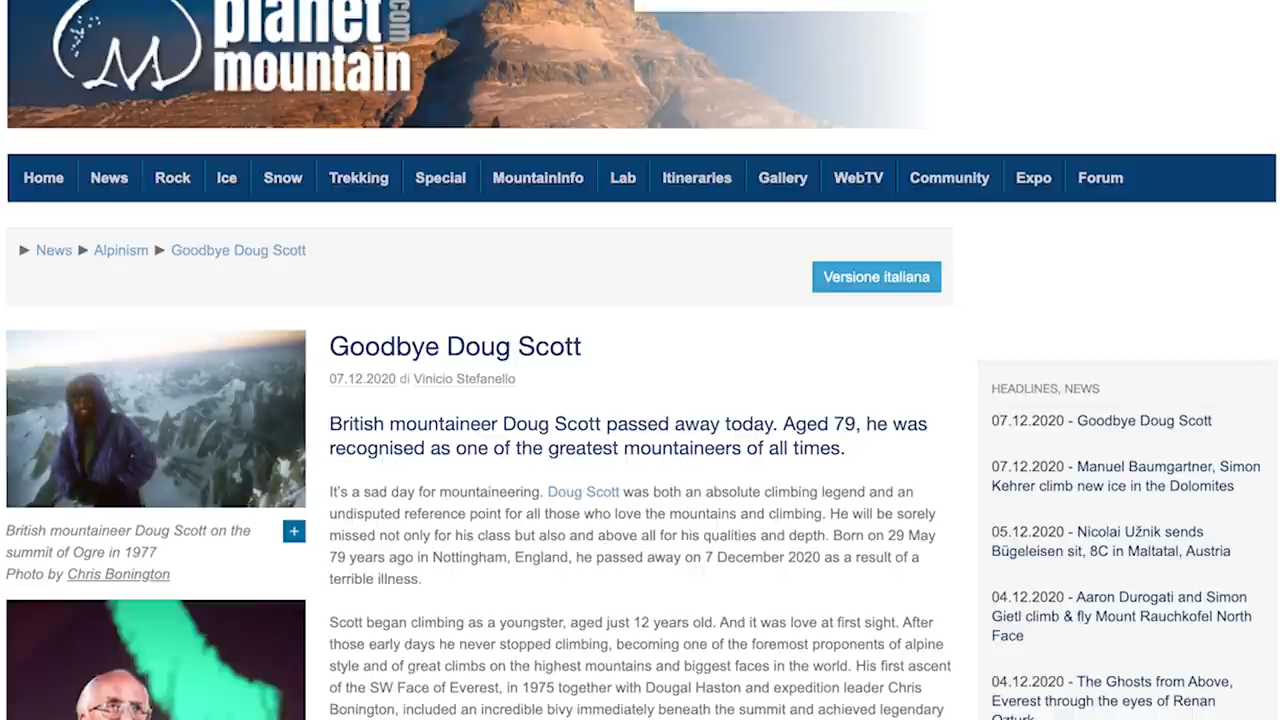 planet
.com
mountain
Home News Rock Ice Snow Trekking Special MountainInfo Lab Itineraries Gallery WebTV Community Expo Forum
► News ► Alpinism ► Goodbye Doug Scott
Versione italiana
British mountaineer Doug Scott on the
summit of Ogre in 1977
Photo by Chris Bonington
+
Goodbye Doug Scott
07.12.2020 di Vinicio Stefanello
British mountaineer Doug Scott passed away today. Aged 79, he was
recognised as one of the greatest mountaineers of all times.
It's a sad day for mountaineering. Doug Scott was both an absolute climbing legend and an
undisputed reference point for all those who love the mountains and climbing. He will be sorely
missed not only for his class but also and above all for his qualities and depth. Born on 29 May
79 years ago in Nottingham, England, he passed away on 7 December 2020 as a result of a
terrible illness.
Scott began climbing as a youngster, aged just 12 years old. And it was love at first sight. After
those early days he never stopped climbing, becoming one of the foremost proponents of alpine
style and of great climbs on the highest mountains and biggest faces in the world. His first ascent
of the SW Face of Everest, in 1975 together with Dougal Haston and expedition leader Chris
Bonington, included an incredible bivy immediately beneath the summit and achieved legendary
HEADLINES, NEWS
07.12.2020 - Goodbye Doug Scott
07.12.2020 - Manuel Baumgartner, Simon
Kehrer climb new ice in the Dolomites
05.12.2020 - Nicolai Užnik sends
Bügeleisen sit, 8C in Maltatal, Austria
04.12.2020 - Aaron Durogati and Simon
Gietl climb & fly Mount Rauchkofel North
Face
04.12.2020 - The Ghosts from Above,
Everest through the eyes of Renan
Ozturk